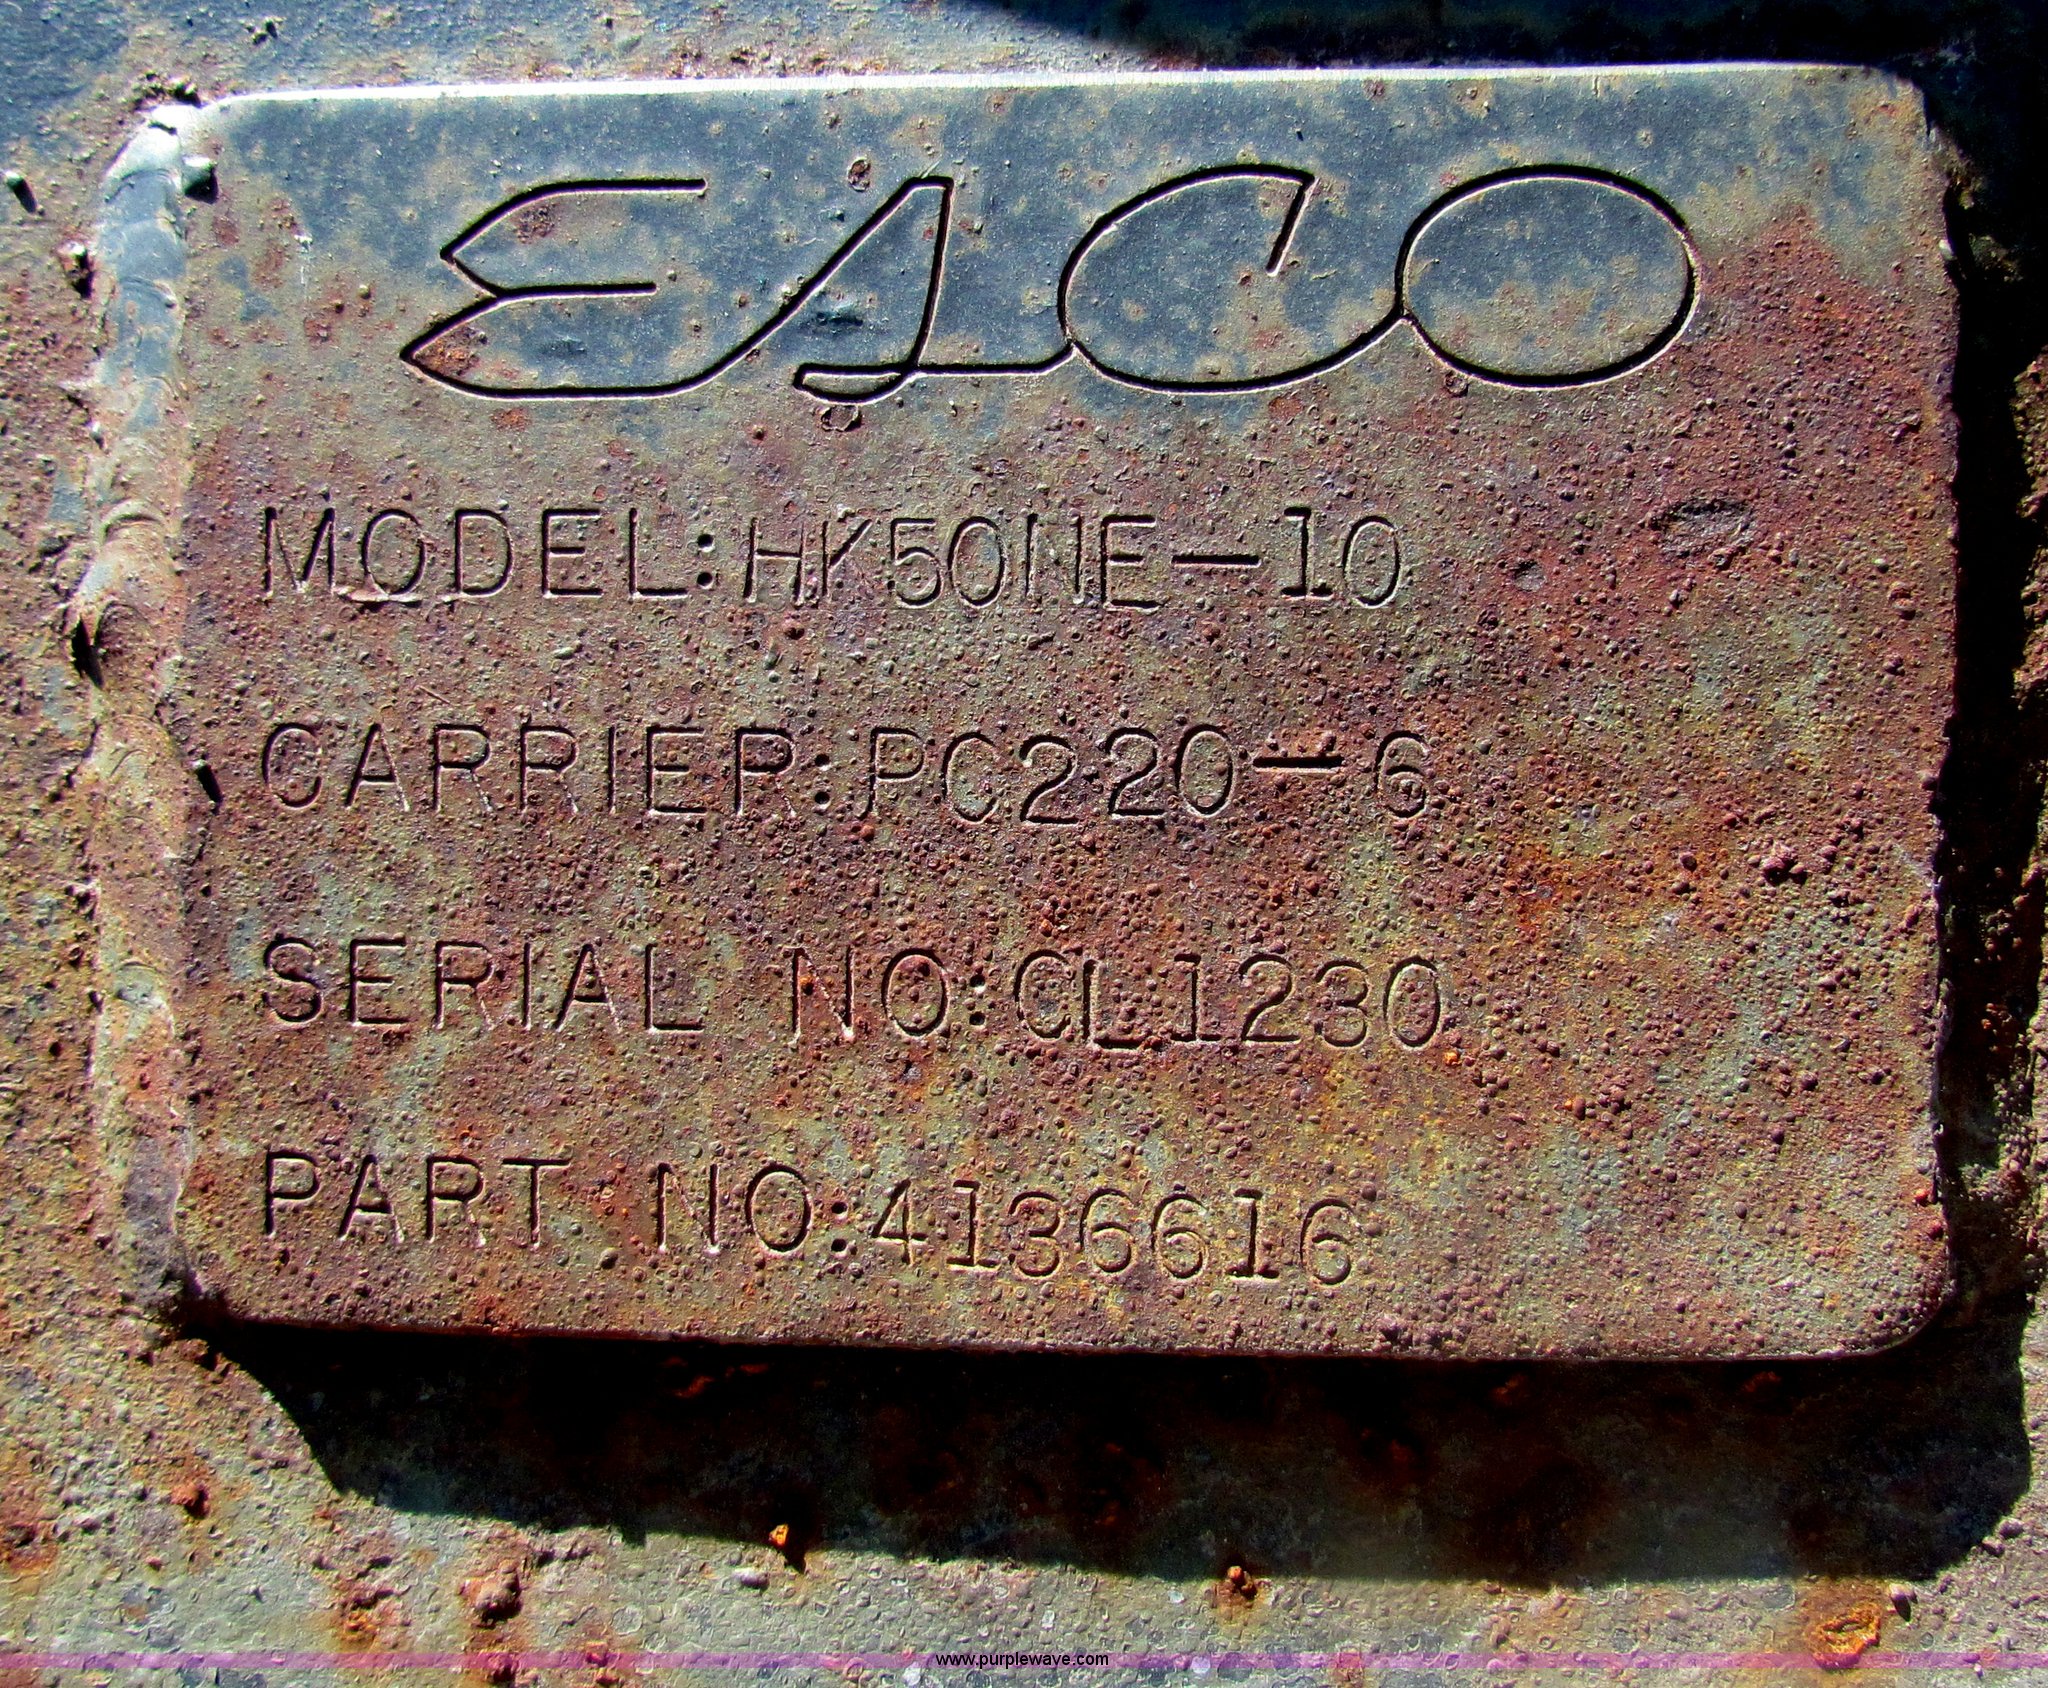 ESCO
MODEL:HK50NE-10
CARRIER:PC220-6
SERIAL NO:CL1230
PART NO:4136616
www.purplewave.com